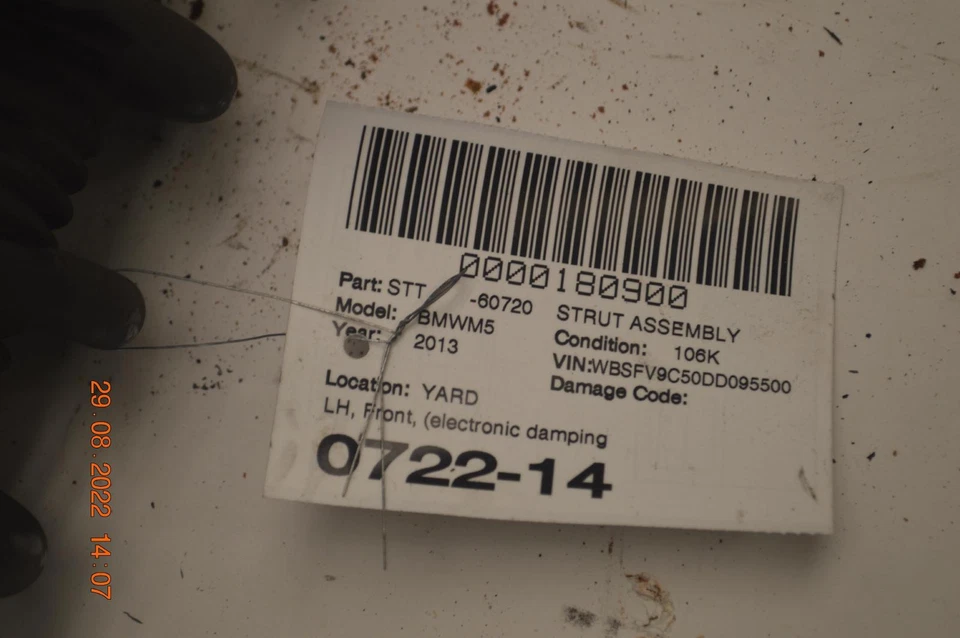 0000180900
Part: STT -60720 STRUT ASSEMBLY
Model: BMWM5 Condition: 106K
Year: 2013 VIN:WBSFV9C50DD095500
Damage Code:
Location: YARD
LH, Front, (electronic damping
0722-14
29.08.2022 14:07